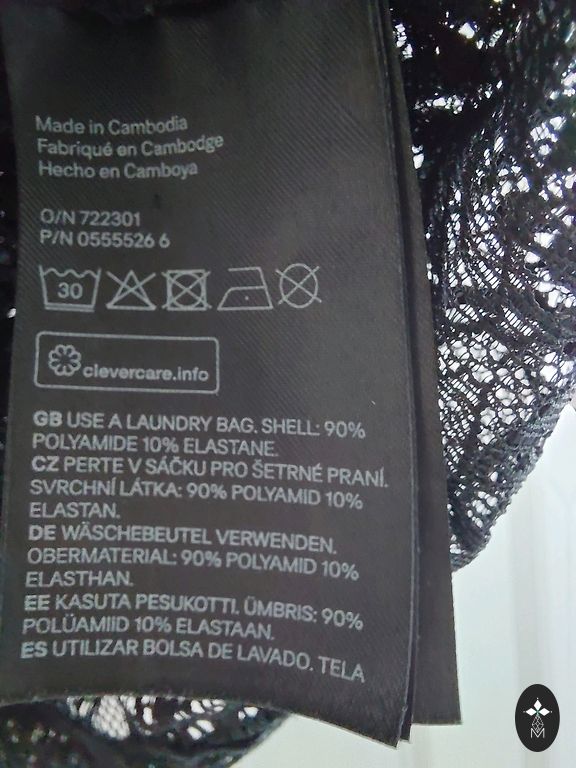 Made in Cambodia
Fabriqué en Cambodge
Hecho en Camboya
O/N 722301
P/N 0555526 6
30
clevercare.info
GB USE A LAUNDRY BAG. SHELL: 90%
POLYAMIDE 10% ELASTANE.
CZ PERTE V SÁČKU PRO ŠETRNÉ PRANÍ.
SVRCHNÍ LÁTKA: 90% POLYAMID 10%
ELASTAN.
DE WÄSCHEBEUTEL VERWENDEN.
OBERMATERIAL: 90% POLYAMID 10%
ELASTHAN.
EE KASUTA PESUKOTTI. ÜMBRIS: 90%
POLÜAMIID 10% ELASTAAN.
ES UTILIZAR BOLSA DE LAVADO. TELA